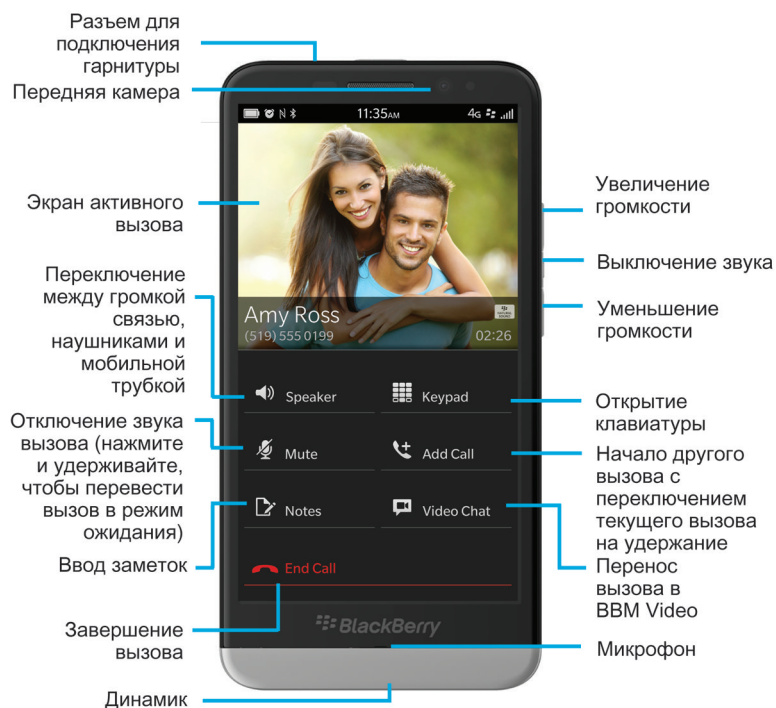 Разъем для
подключения
гарнитуры
Передняя камера
11:35AM
4G
Экран активного
вызова
Увеличение
громкости
Выключение звука
Уменьшение
громкости
Amy Ross
(519) 555 0199
02:26
Переключение
между громкой
связью,
наушниками и
мобильной
трубкой
Speaker
Keypad
Открытие
клавиатуры
Отключение звука
вызова (нажмите
и удерживайте,
чтобы перевести
вызов в режим
ожидания)
Mute
Add Call
Начало другого
вызова с
переключением
текущего вызова
на удержание
Notes
Video Chat
Ввод заметок
Перенос
вызова в
BBM Video
End Call
Завершение
вызова
BlackBerry
Микрофон
Динамик